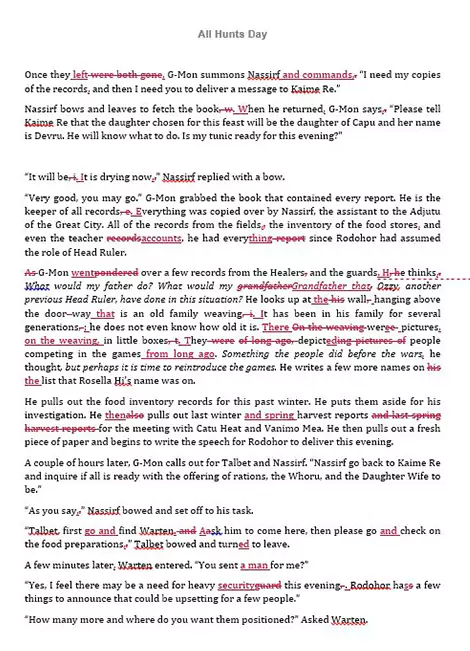 All Hunts Day
Once they left were both gone, G-Mon summons Nassirf and commands, "I need my copies
of the records, and then I need you to deliver a message to Kaime Re."
Nassirf bows and leaves to fetch the book. w. When he returned, G-Mon says, "Please tell
Kaime Re that the daughter chosen for this feast will be the daughter of Capu and her name
is Devru. He will know what to do. Is my tunic ready for this evening?"
"It will be, i. It is drying now," Nassirf replied with a bow.
"Very good, you may go." G-Mon grabbed the book that contained every report. He is the
keeper of all records, e. Everything was copied over by Nassirf, the assistant to the Adjutu
of the Great City. All of the records from the fields, the inventory of the food stores, and
even the teacher recordsaccounts, he had everything report since Rodohor had assumed
the role of Head Ruler.
As G-Mon wentpondered over a few records from the Healers, and the guards. H, he thinks,
What would my father do? What would my grandfatherGrandfather that, Ozzy, another
previous Head Ruler, have done in this situation? He looks up at the his wall, hanging above
the door-way that is an old family weaving, i. It has been in his family for several
generations, ; he does not even know how old it is. There On the weaving weree pictures,
on the weaving, in little boxes, t. They were of long ago, depicteding pictures of people
competing in the games from long ago. Something the people did before the wars, he
thought, but perhaps it is time to reintroduce the games. He writes a few more names on his
the list that Rosella Hi's name was on.
He pulls out the food inventory records for this past winter. He puts them aside for his
investigation. He thenalso pulls out last winter and spring harvest reports and last spring
harvest reports for the meeting with Catu Heat and Vanimo Mea. He then pulls out a fresh
piece of paper and begins to write the speech for Rodohor to deliver this evening.
A couple of hours later, G-Mon calls out for Talbet and Nassirf. "Nassirf go back to Kaime Re
and inquire if all is ready with the offering of rations, the Whoru, and the Daughter Wife to
be."
"As you say," Nassirf bowed and set off to his task.
"Talbet, first go and find Warten. and Aask him to come here, then please go and check on
the food preparations," Talbet bowed and turned to leave.
A few minutes later, Warten entered. "You sent a man for me?"
"Yes, I feel there may be a need for heavy securityguard this evening. Rodohor hass a few
things to announce that could be upsetting for a few people."
"How many more and where do you want them positioned?" Asked Warten.